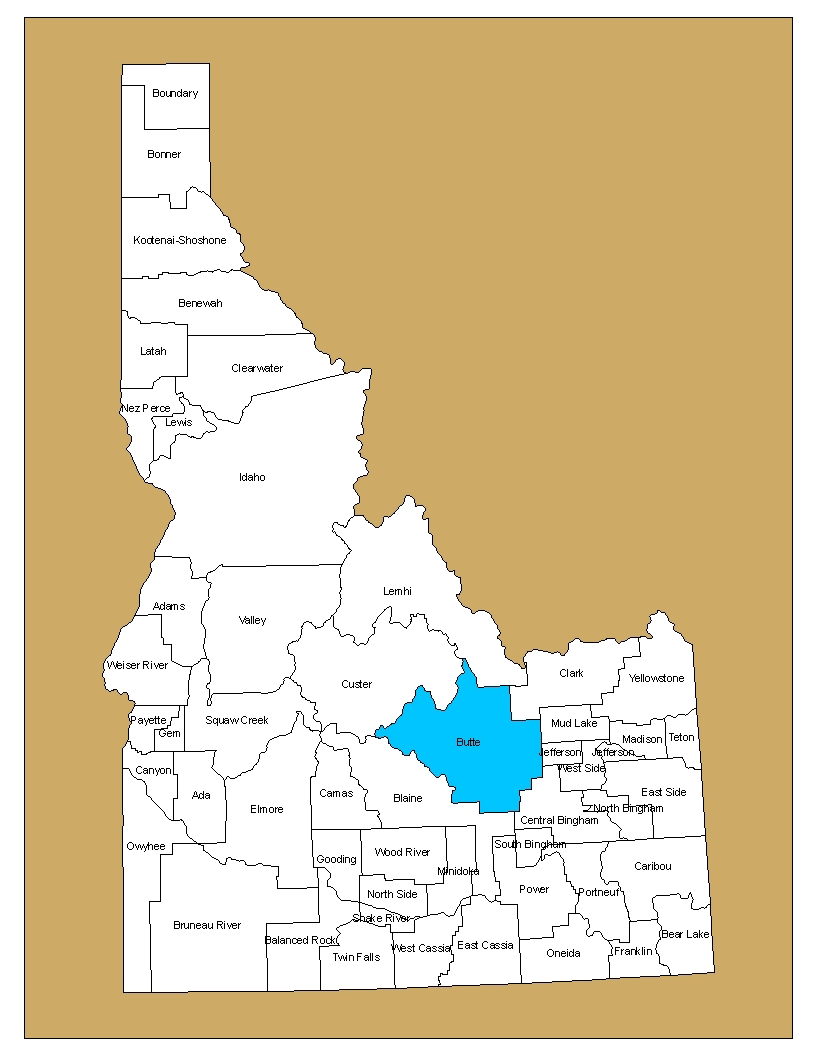 Boundary
Bonner
Kootenai-Shoshone
Benewah
Latah
Clearwater
Nez Perce
Lewis
Idaho
Lemhi
Adams
Valley
Weiser River
Clark
Yellowstone
Custer
Payette
Squaw Creek
Gem
Mud Lake
Butte
Madison
Teton
Jefferson
Jefferson
West Side
Canyon
Ada
Camas
Blaine
East Side
Elmore
North Bingham
Central Bingham
Owyhee
South Bingham
Gooding
Wood River
Minidoka
Caribou
North Side
Power
Portneuf
Snake River
Bruneau River
Balanced Rock
Twin Falls
West Cassia
East Cassia
Oneida
Franklin
Bear Lake